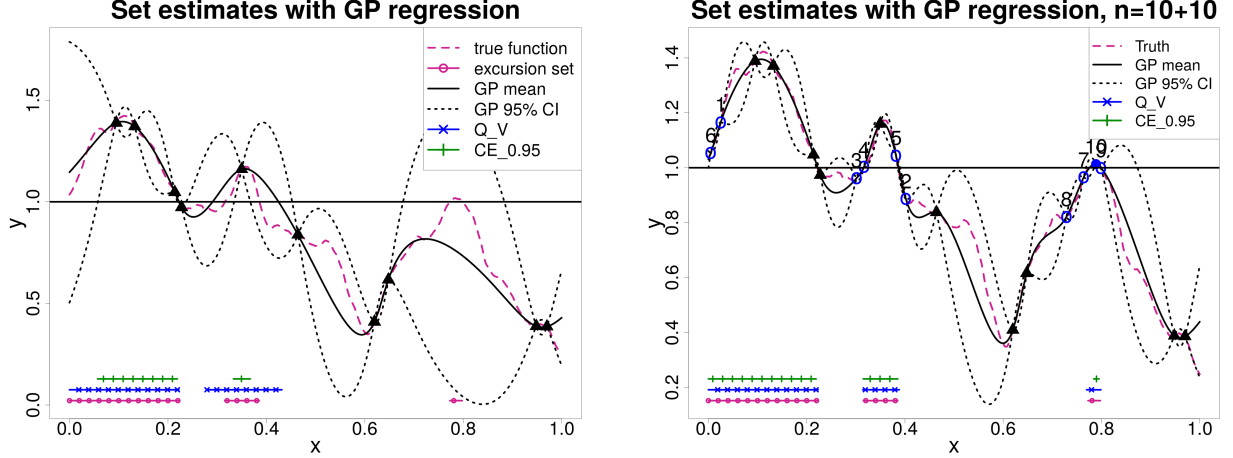 Set estimates with GP regression
true function
excursion set
GP mean
GP 95% CI
Q_V
CE_0.95
y
0.0
0.5
1.0
1.5
0.0
0.2
0.4
0.6
0.8
1.0
x
Set estimates with GP regression, n=10+10
Truth
GP mean
GP 95% CI
Q_V
CE_0.95
y
0.2
0.4
0.6
0.8
1.0
1.2
1.4
6
1
3
4
5
2
8
7
10
9
0.0
0.2
0.4
0.6
0.8
1.0
x